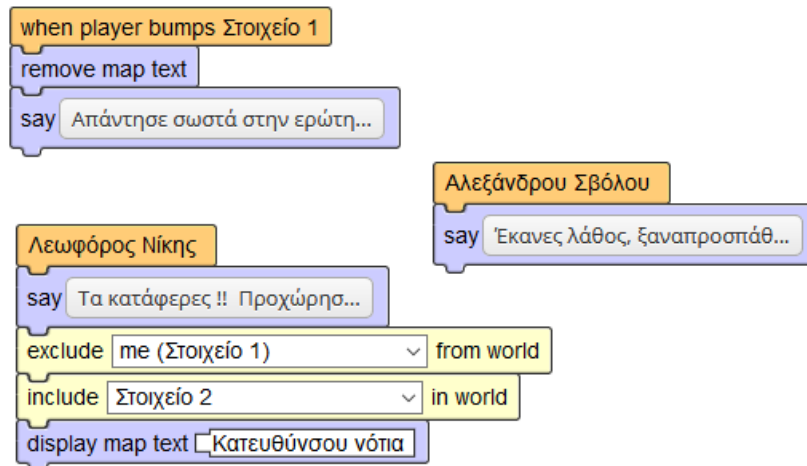 when player bumps Στοιχείο 1
remove map text
say Απάντησε σωστά στην ερώτη...
Αλεξάνδρου Σβόλου
say Έκανες λάθος, ξαναπροσπάθ...
Λεωφόρος Νίκης
say Τα κατάφερες !! Προχώρησ...
exclude me (Στοιχείο 1) from world
include Στοιχείο 2 in world
display map text Κατευθύνσου νότια